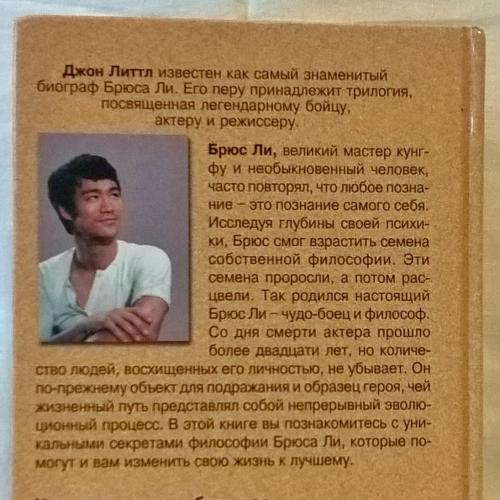 Джон Литтл известен как самый знаменитый
биограф Брюса Ли. Его перу принадлежит трилогия,
посвященная легендарному бойцу,
актеру и режиссеру.
Брюс Ли, великий мастер кунг-
фу и необыкновенный человек,
часто повторял, что любое позна-
ние – это познание самого себя.
Исследуя глубины своей психи-
ки, Брюс смог взрастить семена
собственной философии. Эти
семена проросли, а потом рас-
цвели. Так родился настоящий
Брюс Ли – чудо-боец и философ.
Со дня смерти актера прошло
более двадцати лет, но количе-
ство людей, восхищенных его личностью, не убывает. Он
по-прежнему объект для подражания и образец героя, чей
жизненный путь представлял собой непрерывный эволю-
ционный процесс. В этой книге вы познакомитесь с уни-
кальными секретами философии Брюса Ли, которые по-
могут и вам изменить свою жизнь к лучшему.